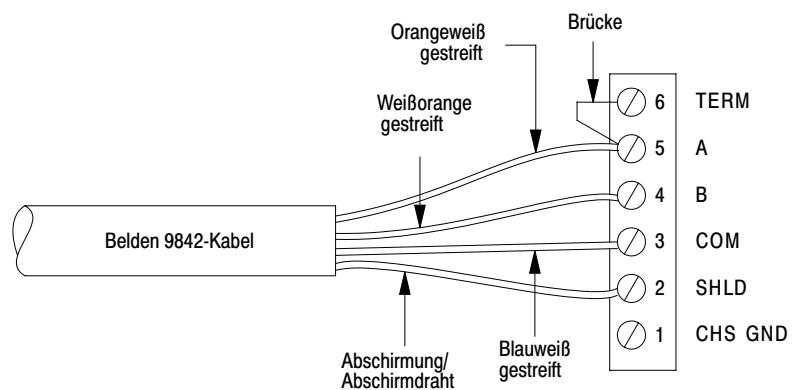 Orangeweiß
gestreift
Brücke
Weißorange
gestreift
6 TERM
5 A
4 B
Belden 9842-Kabel
3 COM
2 SHLD
1 CHS GND
Abschirmung/
Abschirmdraht
Blauweiß
gestreift